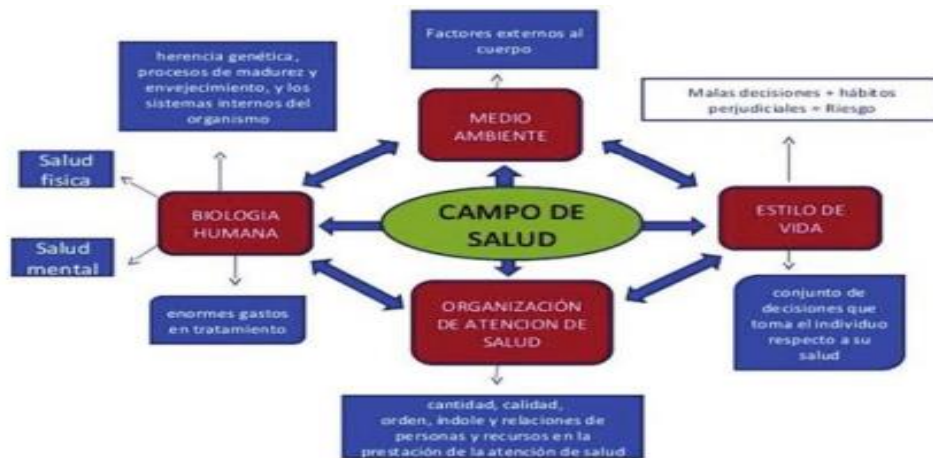 Factores externos al
cuerpo
herencia genética,
procesos de madurez y
envejecimiento, y los
sistemas internos del
organismo
Malas decisiones + hábitos
perjudiciales = Riesgo
MEDIO
AMBIENTE
Salud
fisica
BIOLOGIA
HUMANA
CAMPO DE
SALUD
ESTILO DE
VIDA
Salud
mental
enormes gastos
en tratamiento
ORGANIZACIÓN
DE ATENCION DE
SALUD
conjunto de
decisiones que
toma el individuo
respecto a su
salud
cantidad, calidad,
orden, índole y relaciones de
personas y recursos en la
prestación de la atención de salud